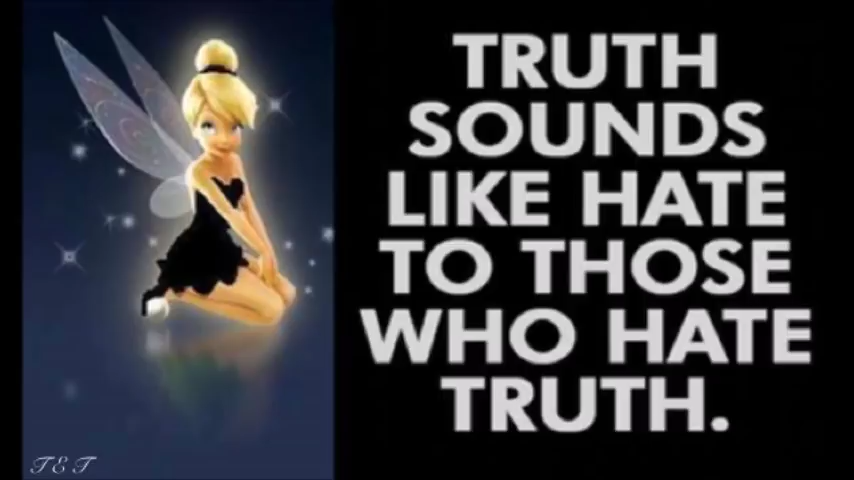 TRUTH
SOUNDS
LIKE HATE
TO THOSE
WHO HATE
TRUTH.
T&T